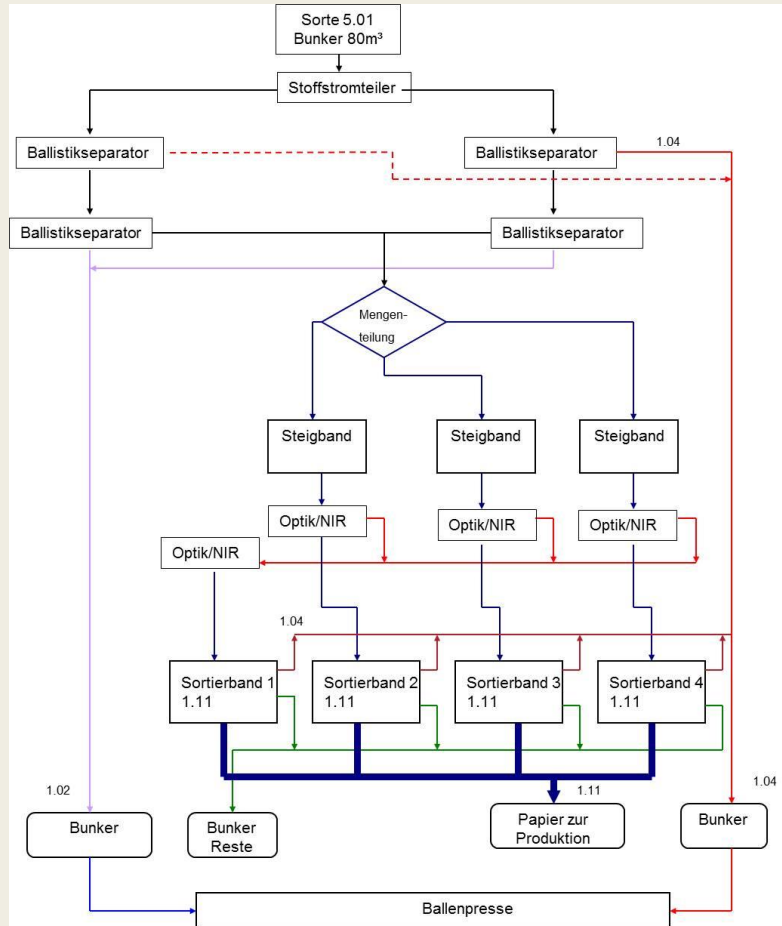 Sorte 5.01
Bunker 80m³
Stoffstromteiler
1.04
Ballistikseparator
Ballistikseparator
Ballistikseparator
Ballistikseparator
Mengen-
teilung
Steigband
Steigband
Steigband
Optik/NIR
Optik/NIR
Optik/NIR
Optik/NIR
1.04
Sortierband 1
1.11
Sortierband 2
1.11
Sortierband 3
1.11
Sortierband 4
1.11
1.02
1.11
1.04
Bunker
Bunker
Reste
Papier zur
Produktion
Bunker
Ballenpresse